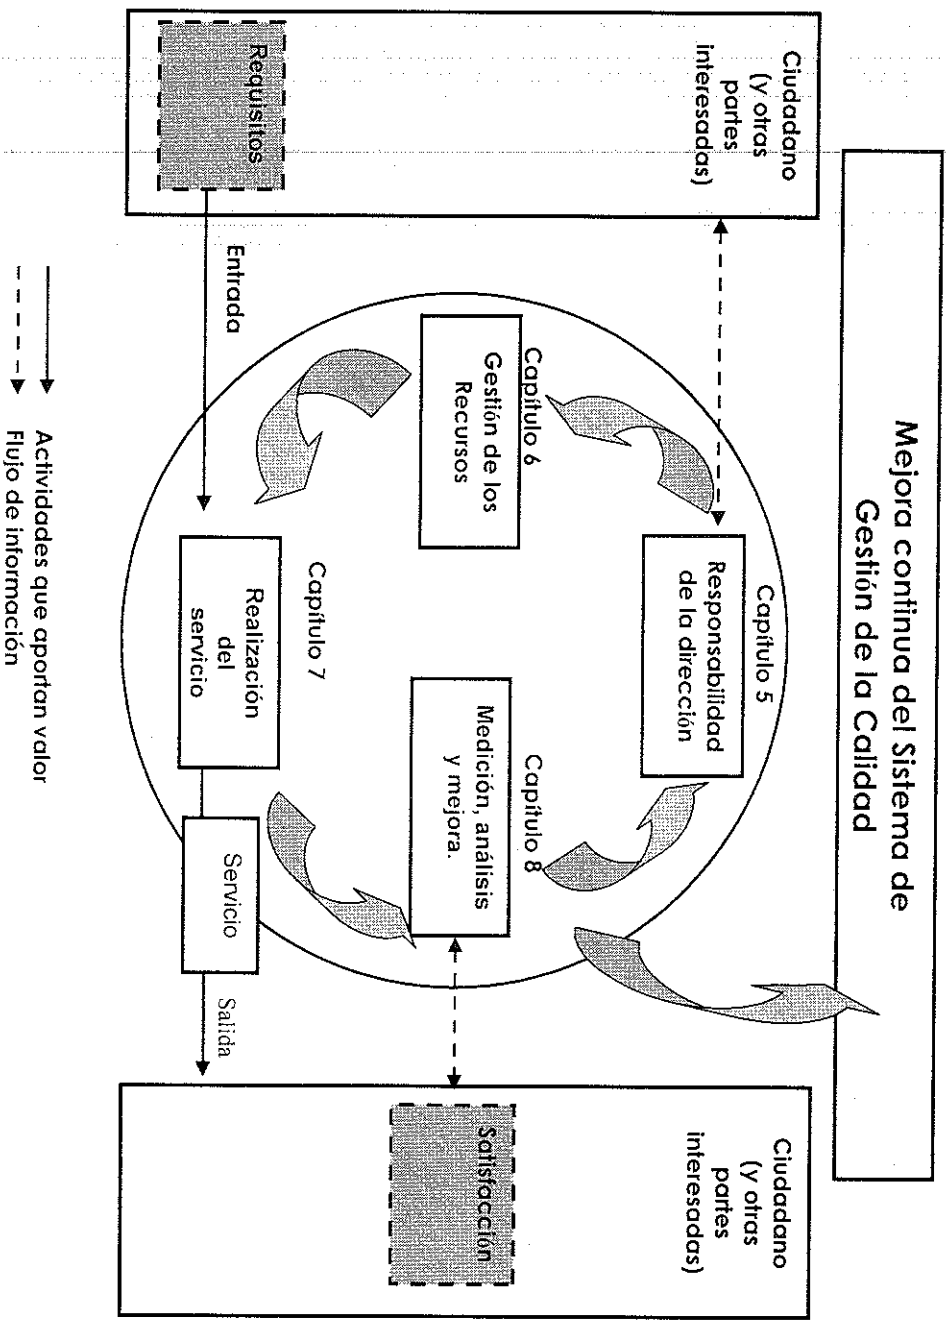 Mejora continua del Sistema de
Gestión de la Calidad
Ciudadano
(y otras
partes
interesadas)
Requisitos
Capítulo 5
Responsabilidad
de la dirección
Capítulo 6
Gestión de los
Recursos
Capítulo 8
Medición, análisis
y mejora.
Capítulo 7
Realización
del
servicio
Entrada
Servicio
Salida
Ciudadano
(y otras
partes
interesadas)
Satisfacción
Actividades que aportan valor
Flujo de información